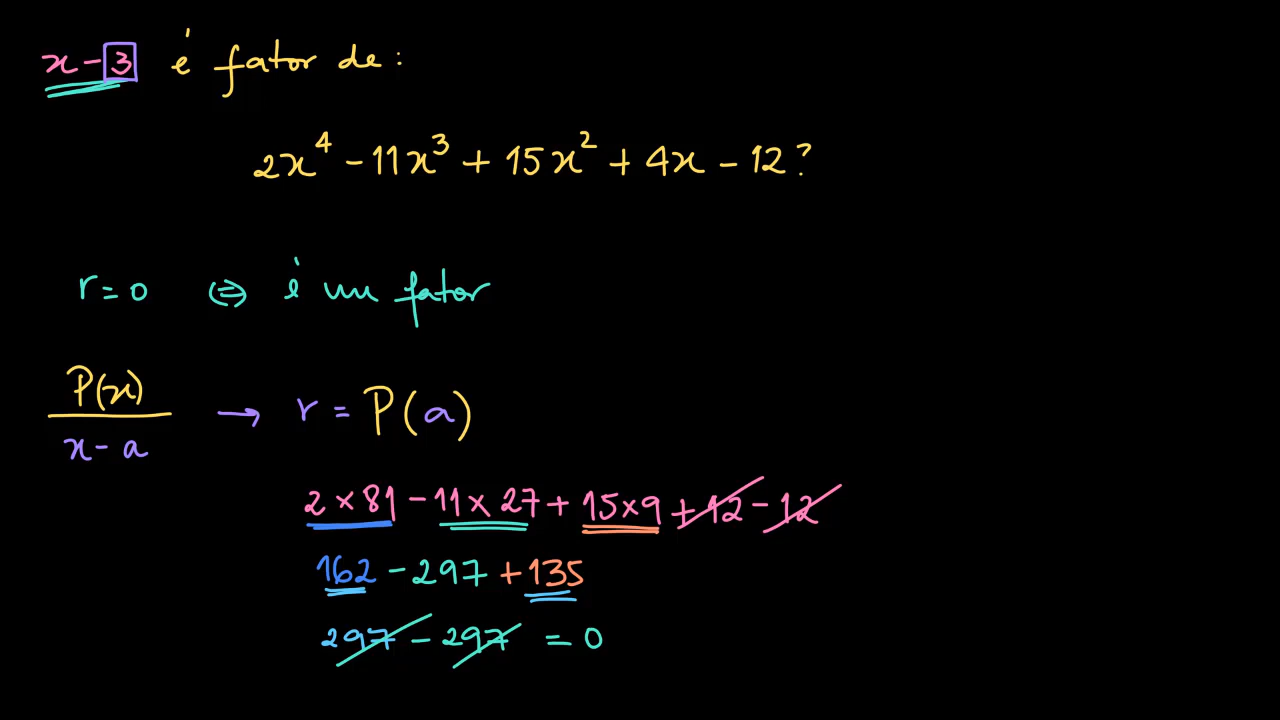 x - 3 é fator de:
2x⁴ - 11x³ + 15x² + 4x - 12?
r = 0 ⇔ é um fator
P(x)
x - a
→ r = P(a)
2 × 81 - 11 × 27 + 15 × 9 + 12 - 12
162 - 297 + 135
297 - 297 = 0